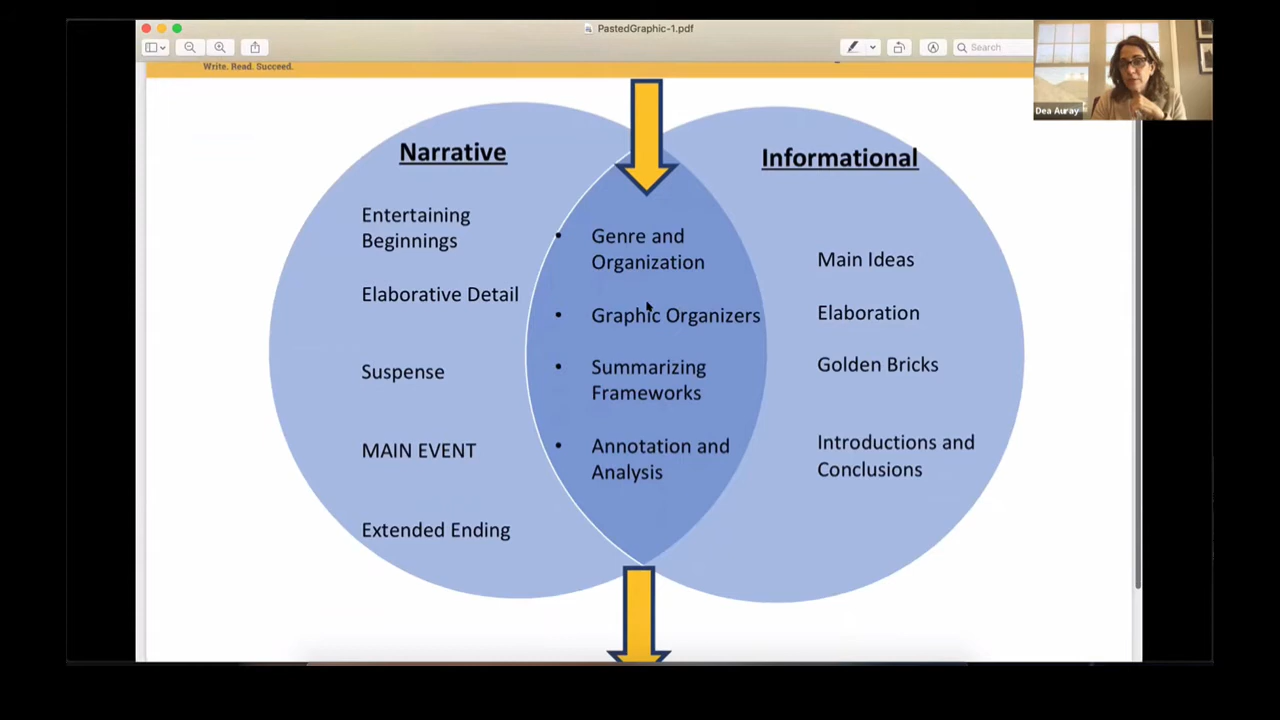 PastedGraphic-1.pdf
Search
Dea Auray
Write. Read. Succeed.
Narrative
Entertaining
Beginnings
Elaborative Detail
Suspense
MAIN EVENT
Extended Ending
• Genre and
Organization
• Graphic Organizers
• Summarizing
Frameworks
• Annotation and
Analysis
Informational
Main Ideas
Elaboration
Golden Bricks
Introductions and
Conclusions